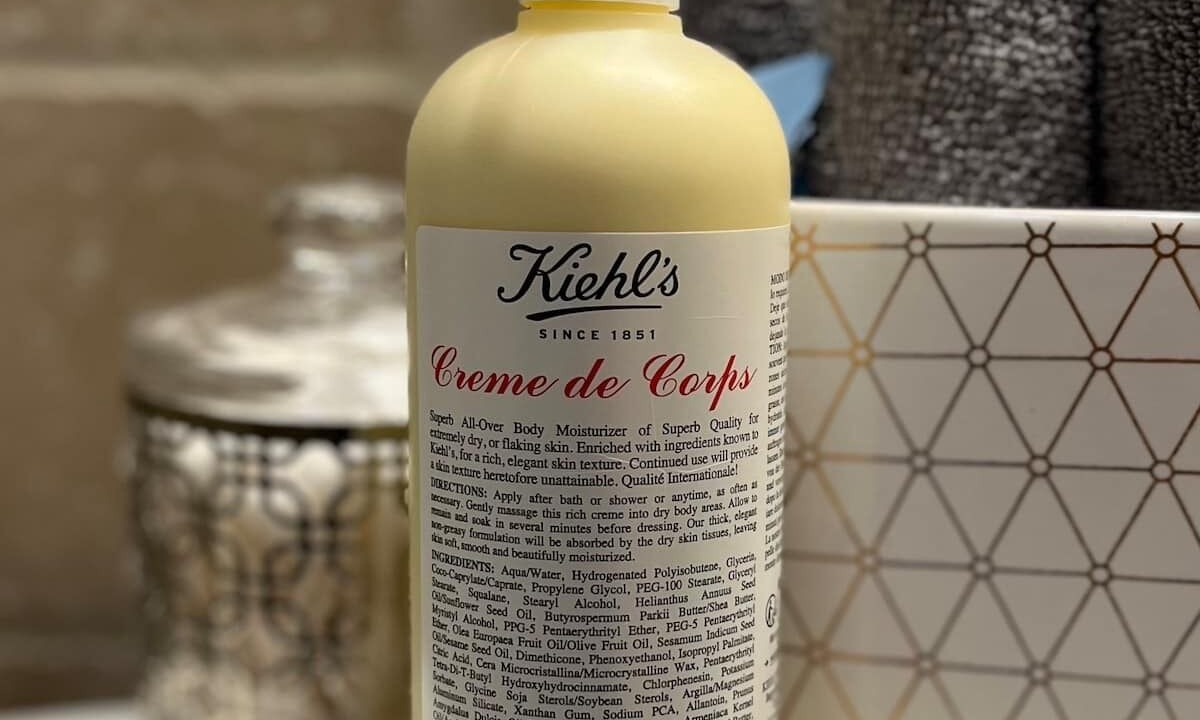 Kiehl's
SINCE 1851
Creme de Corps
Superb All-Over Body Moisturizer of Superb Quality for
extremely dry, or flaking skin. Enriched with ingredients known to
Kiehl's, for a rich, elegant skin texture. Continued use will provide
a skin texture heretofore unattainable. Qualité Internationale!
DIRECTIONS: Apply after bath or shower or anytime, as often as
necessary. Gently massage this rich creme into dry body areas. Allow to
remain and soak in several minutes before dressing. Our thick, elegant
non-greasy formulation will be absorbed by the dry skin tissues, leaving
skin soft, smooth and beautifully moisturized.
INGREDIENTS: Aqua/Water, Hydrogenated Polyisobutene, Glycerin,
Coco-Caprylate/Caprate, Propylene Glycol, PEG-100 Stearate, Glyceryl
Stearate, Squalane, Stearyl Alcohol, Helianthus Annuus Seed
Oil/Sunflower Seed Oil, Butyrospermum Parkii Butter/Shea Butter,
Myristyl Alcohol, PPG-5 Pentaerythrityl Ether, PEG-5 Pentaerythrityl
Ether, Olea Europaea Fruit Oil/Olive Fruit Oil, Sesamum Indicum Seed
Oil/Sesame Seed Oil, Dimethicone, Phenoxyethanol, Isopropyl Palmitate,
Citric Acid, Cera Microcristallina/Microcrystalline Wax, Pentaerythrityl
Tetra-Di-T-Butyl Hydroxyhydrocinnamate, Chlorphenesin, Potassium
Sorbate, Glycine Soja Sterols/Soybean Sterols, Argilla/Magnesium
Aluminum Silicate, Xanthan Gum, Sodium PCA, Allantoin, Prunus
Amygdalus Dulcis Armeniaca Kernel